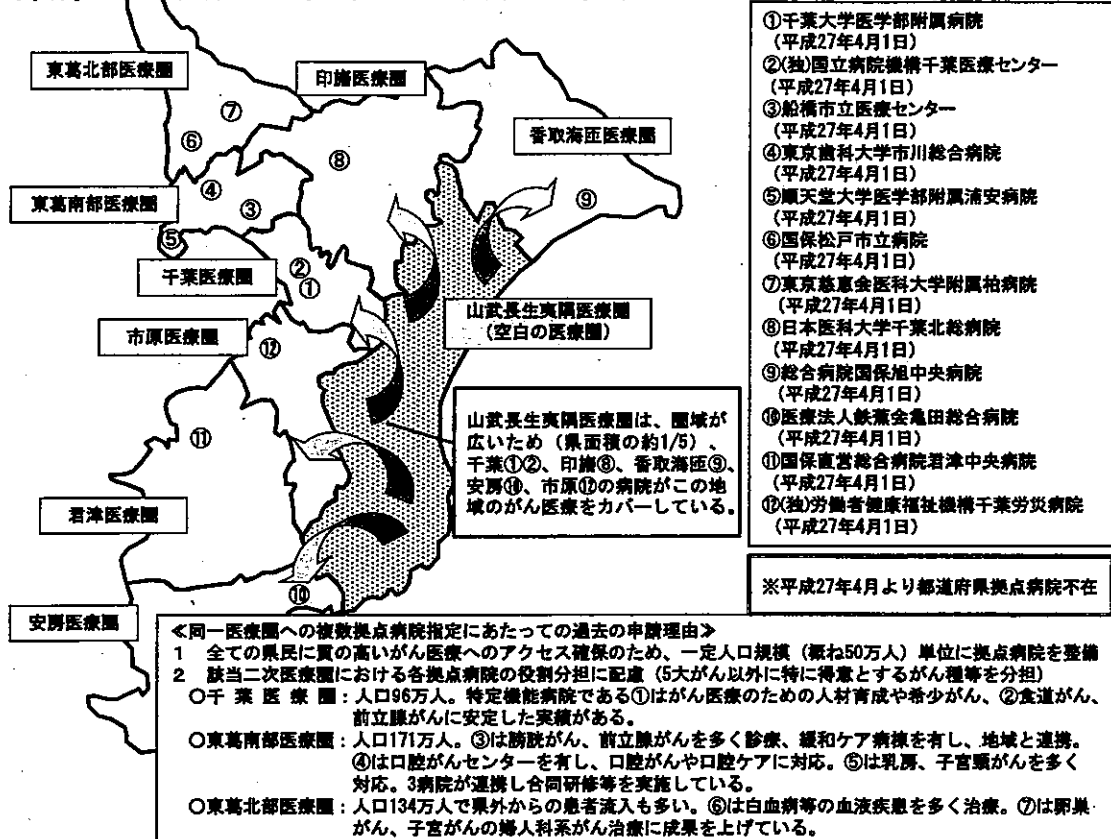 東葛北部医療圏
印旛医療圏
香取海匝医療圏
東葛南部医療圏
千葉医療圏
市原医療圏
山武長生夷隅医療圏
(空白の医療圏)
君津医療圏
安房医療圏
⑦
⑥
⑧
④
③
⑨
⑤
②
①
⑫
⑪
⑩
山武長生夷隅医療圏は、圏域が
広いため(県面積の約1/5)、
千葉①②、印旛⑧、香取海匝⑨、
安房⑩、市原⑫の病院がこの地
域のがん医療をカバーしている。
①千葉大学医学部附属病院
(平成27年4月1日)
②(独)国立病院機構千葉医療センター
(平成27年4月1日)
③船橋市立医療センター
(平成27年4月1日)
④東京歯科大学市川総合病院
(平成27年4月1日)
⑤順天堂大学医学部附属浦安病院
(平成27年4月1日)
⑥国保松戸市立病院
(平成27年4月1日)
⑦東京慈恵会医科大学附属柏病院
(平成27年4月1日)
⑧日本医科大学千葉北総病院
(平成27年4月1日)
⑨総合病院国保旭中央病院
(平成27年4月1日)
⑩医療法人鉄蕉会亀田総合病院
(平成27年4月1日)
⑪国保直営総合病院君津中央病院
(平成27年4月1日)
⑫(独)労働者健康福祉機構千葉労災病院
(平成27年4月1日)
※平成27年4月より都道府県拠点病院不在
≪同一医療圏への複数拠点病院指定にあたっての過去の申請理由≫
1 全ての県民に質の高いがん医療へのアクセス確保のため、一定人口規模(概ね50万人)単位に拠点病院を整備
2 該当二次医療圏における各拠点病院の役割分担に配慮(5大がん以外に特に得意とするがん種等を分担)
○千葉医療圏:人口96万人。特定機能病院である①はがん医療のための人材育成や希少がん、②食道がん、
前立腺がんに安定した実績がある。
○東葛南部医療圏:人口171万人。③は膀胱がん、前立腺がんを多く診療、緩和ケア病棟を有し、地域と連携。
④は口腔がんセンターを有し、口腔がんや口腔ケアに対応。⑤は乳房、子宮頸がんを多く
対応。3病院が連携し合同研修等を実施している。
○東葛北部医療圏:人口134万人で県外からの患者流入も多い。⑥は白血病等の血液疾患を多く治療。⑦は卵巣
がん、子宮がんの婦人科系がん治療に成果を上げている。